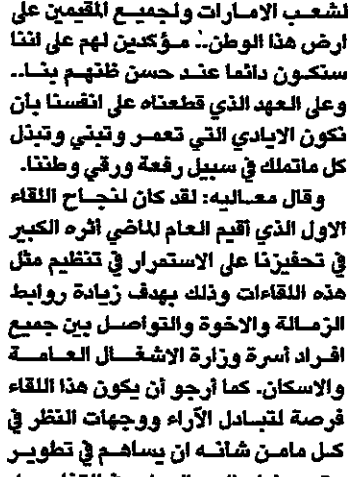 لشعب الامارات ولجميع المقيمين على
ارض هذا الوطن.. مؤكدين لهم على اننا
سنكون دائما عند حسن ظنهم بنا..
وعلى العهد الذي قطعناه على انفسنا بأن
نكون الايادي التي تعمر وتبني وتبذل
كل ماتملك في سبيل رفعة ورقي وطننا.
وقال معاليه: لقد كان لنجاح اللقاء
الاول الذي أقيم العام الماضي أثره الكبير
في تحفيزنا على الاستمرار في تنظيم مثل
هذه اللقاءات وذلك بهدف زيادة روابط
الزمالة والاخوة والتواصل بين جميع
افراد أسرة وزارة الاشغال العامة
والاسكان. كما أرجو أن يكون هذا اللقاء
فرصة لتبادل الآراء ووجهات النظر في
كل مامن شأنه ان يساهم في تطوير